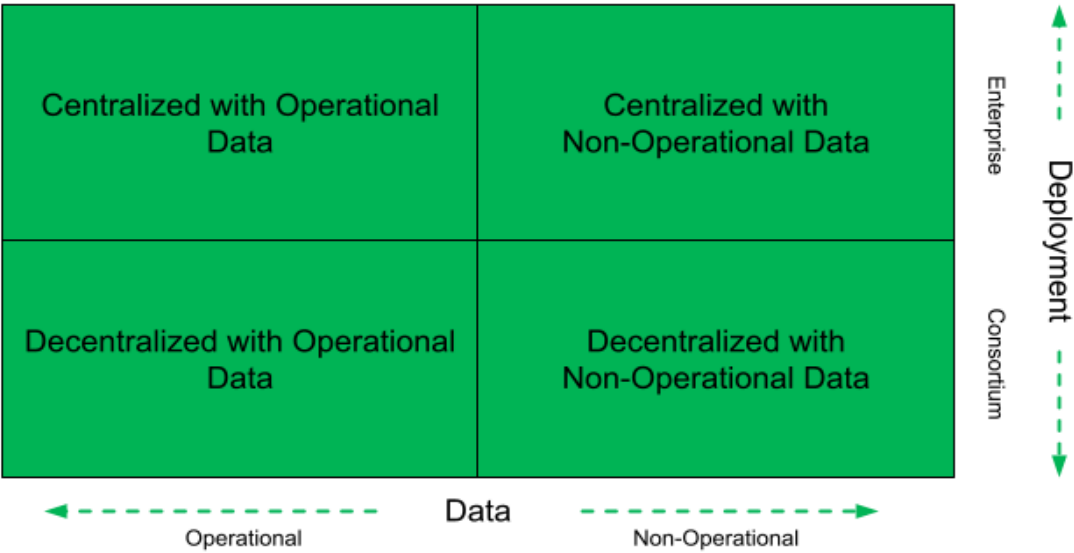 Centralized with Operational
Data
Centralized with
Non-Operational Data
Enterprise
Deployment
Decentralized with Operational
Data
Decentralized with
Non-Operational Data
Consortium
Data
Operational
Non-Operational